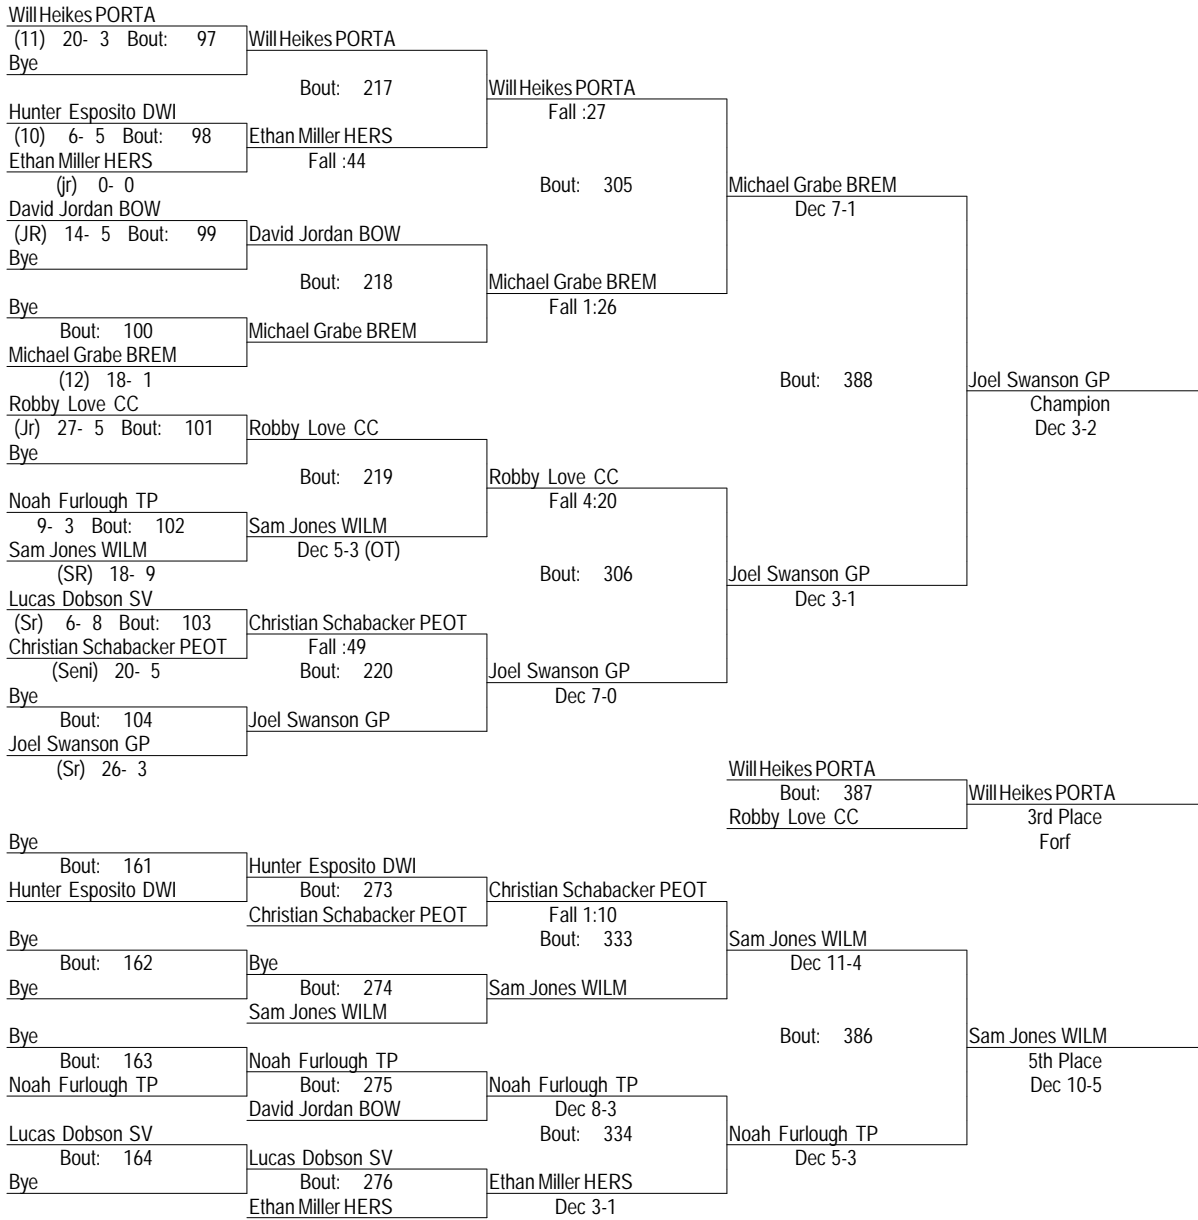 Will Heikes PORTA
(11) 20- 3 Bout: 97
Will Heikes PORTA
Bye
Bout: 217
Will Heikes PORTA
Hunter Esposito DWI
Fall :27
(10) 6- 5 Bout: 98
Ethan Miller HERS
Ethan Miller HERS
Fall :44
(jr) 0- 0
Bout: 305
Michael Grabe BREM
David Jordan BOW
Dec 7-1
(JR) 14- 5 Bout: 99
David Jordan BOW
Bye
Bout: 218
Michael Grabe BREM
Bye
Fall 1:26
Bout: 100
Michael Grabe BREM
Michael Grabe BREM
(12) 18- 1
Bout: 388
Joel Swanson GP
Robby Love CC
Champion
(Jr) 27- 5 Bout: 101
Robby Love CC
Dec 3-2
Bye
Bout: 219
Robby Love CC
Noah Furlough TP
Fall 4:20
9- 3 Bout: 102
Sam Jones WILM
Sam Jones WILM
Dec 5-3 (OT)
(SR) 18- 9
Bout: 306
Joel Swanson GP
Lucas Dobson SV
Dec 3-1
(Sr) 6- 8 Bout: 103
Christian Schabacker PEOT
Christian Schabacker PEOT
Fall :49
(Seni) 20- 5
Bout: 220
Joel Swanson GP
Bye
Dec 7-0
Bout: 104
Joel Swanson GP
Joel Swanson GP
(Sr) 26- 3
Will Heikes PORTA
Bout: 387
Will Heikes PORTA
Robby Love CC
3rd Place
Forf
Bye
Bout: 161
Hunter Esposito DWI
Hunter Esposito DWI
Bout: 273
Christian Schabacker PEOT
Christian Schabacker PEOT
Fall 1:10
Bye
Bout: 333
Sam Jones WILM
Bout: 162
Bye
Dec 11-4
Bye
Bout: 274
Sam Jones WILM
Sam Jones WILM
Bye
Bout: 386
Sam Jones WILM
Bout: 163
Noah Furlough TP
5th Place
Noah Furlough TP
Bout: 275
Noah Furlough TP
Dec 10-5
David Jordan BOW
Dec 8-3
Lucas Dobson SV
Bout: 334
Noah Furlough TP
Bout: 164
Lucas Dobson SV
Dec 5-3
Bye
Bout: 276
Ethan Miller HERS
Ethan Miller HERS
Dec 3-1